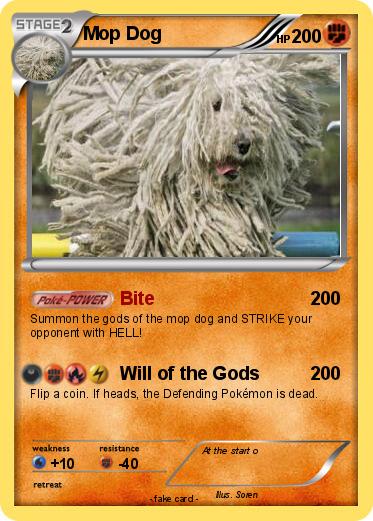 STAGE2 Mop Dog HP200
Poké-POWER Bite 200
Summon the gods of the mop dog and STRIKE your
opponent with HELL!
Will of the Gods 200
Flip a coin. If heads, the Defending Pokémon is dead.
weakness resistance
+10 -40
At the start o
retreat
-fake card- Illus. Soren